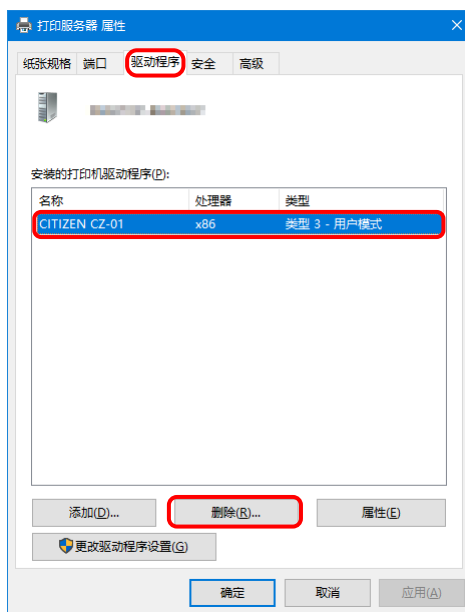 打印服务器 属性
纸张规格 端口 驱动程序 安全 高级
安装的打印机驱动程序(P):
名称 处理器 类型
CITIZEN CZ-01 x86 类型 3 - 用户模式
添加(D)... 删除(R)... 属性(E)
更改驱动程序设置(G)
确定 取消 应用(A)